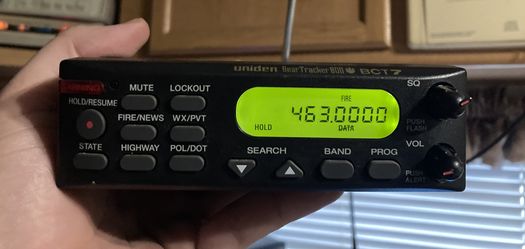 uniden BearTracker 800 BCT7
WARNING
MUTE LOCKOUT
HOLD/RESUME
FIRE/NEWS WX/PVT
STATE HIGHWAY POL/DOT
FIRE
463.0000
HOLD DATA
SEARCH BAND PROG
SQ
PUSH
FLASH
VOL
PUSH
ALERT